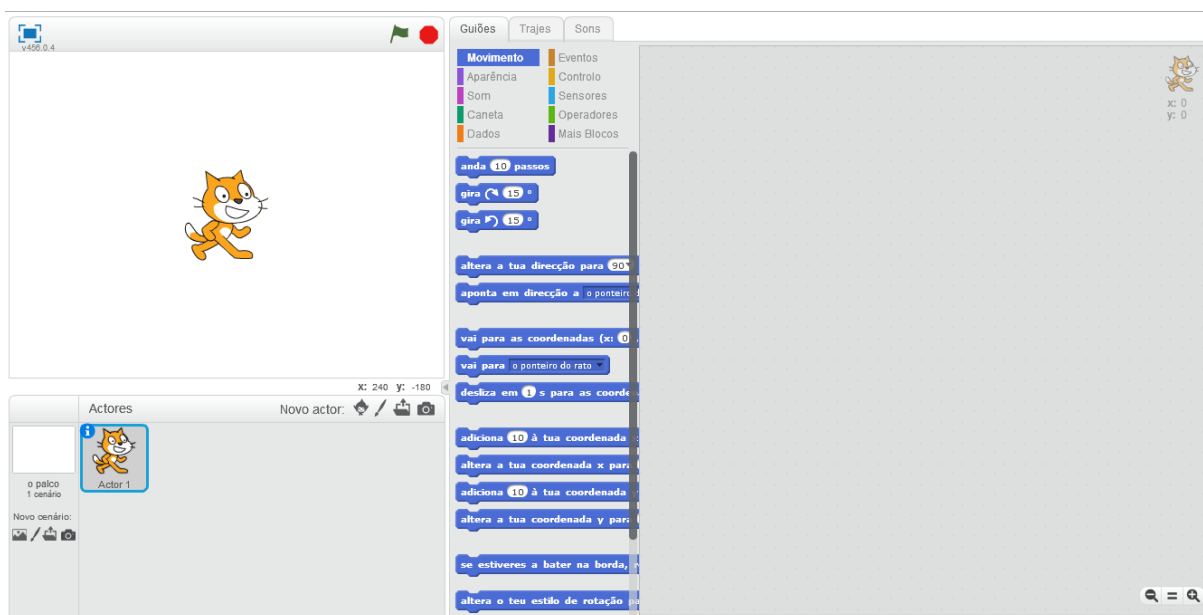 v456.0.4
X: 240 y: -180
Actores
Novo actor:
o palco
1 cenário
Novo cenário:
Actor 1
Guiões Trajes Sons
Movimento Eventos
Aparência Controlo
Som Sensores
Caneta Operadores
Dados Mais Blocos
anda 10 passos
gira 15 °
gira 15 °
altera a tua direcção para 90
aponta em direcção a o ponteiro
vai para as coordenadas (x: 0
vai para o ponteiro do rato
desliza em 1 s para as coorde
adiciona 10 à tua coordenada
altera a tua coordenada x para
adiciona 10 à tua coordenada
altera a tua coordenada y para
se estiveres a bater na borda,
altera o teu estilo de rotação
x: 0
y: 0